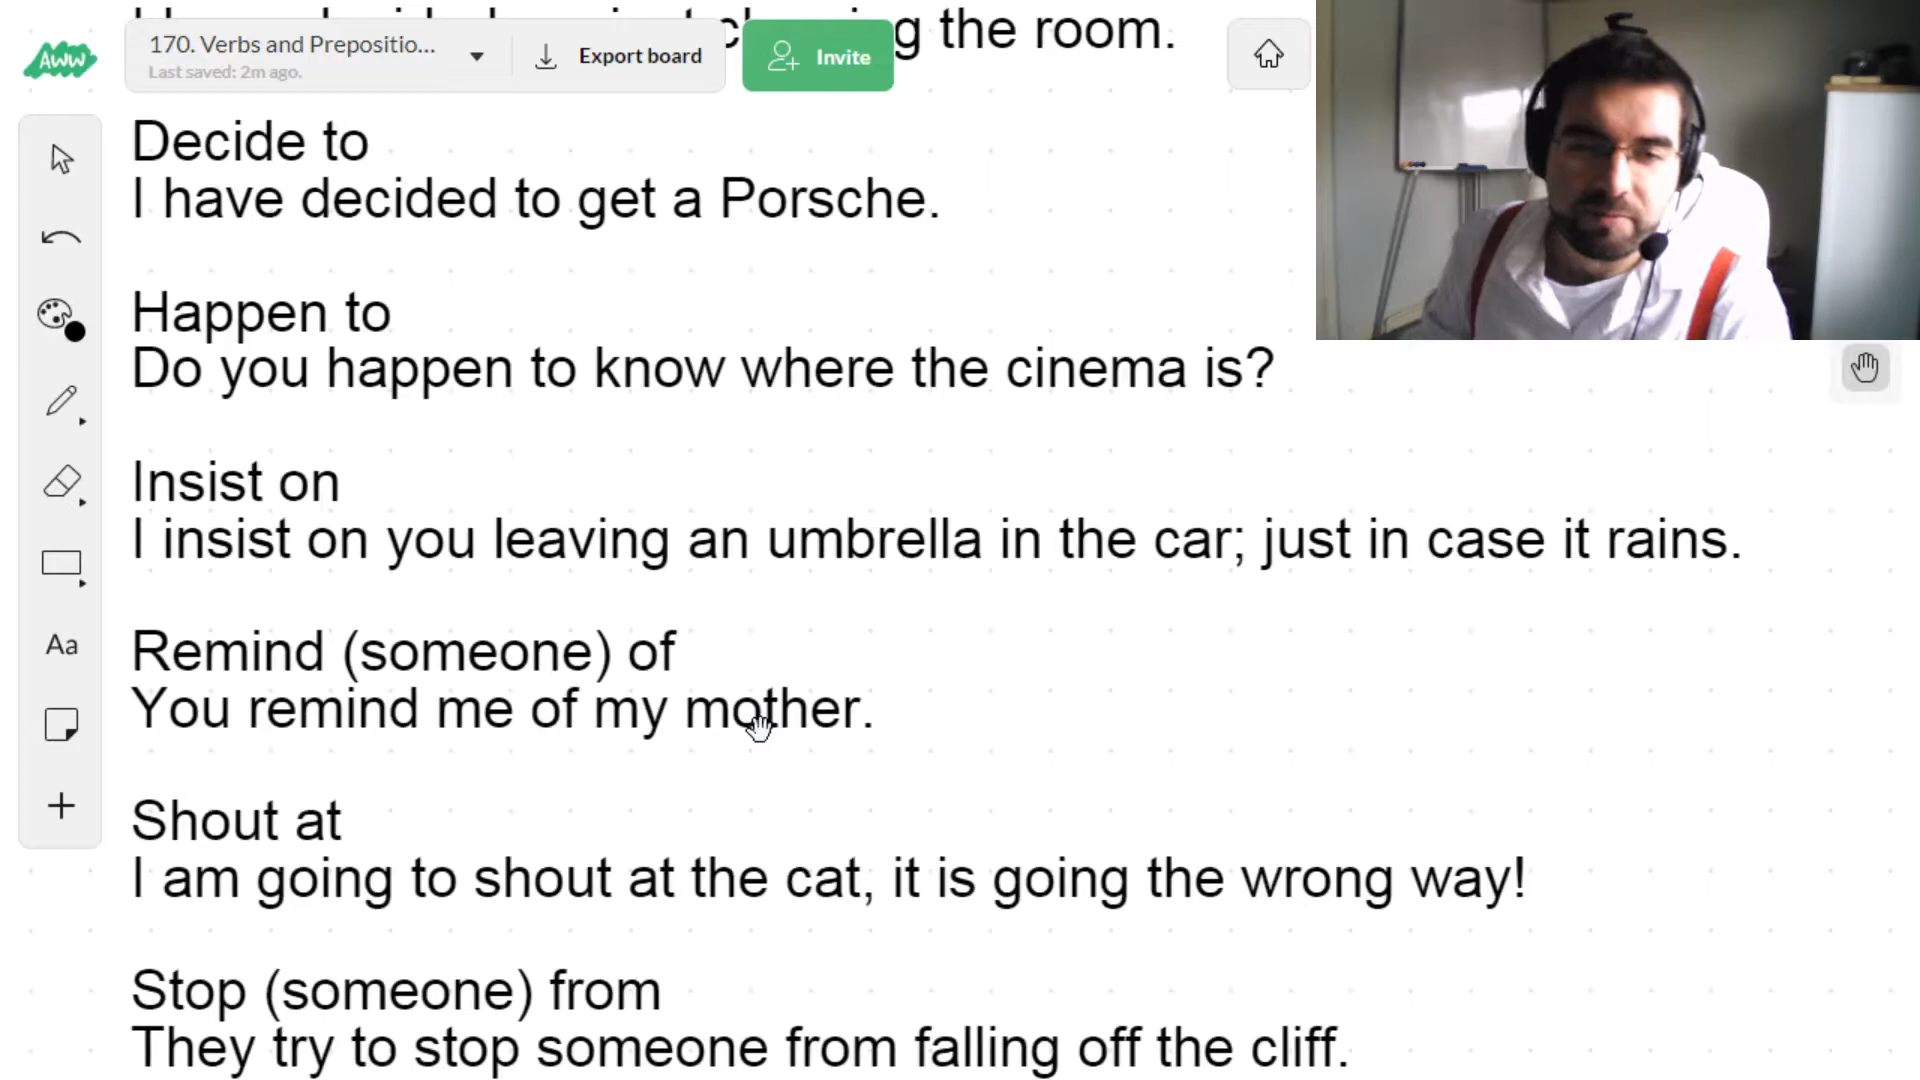 the room.
AWW
170. Verbs and Prepositio...
Last saved: 2m ago.
Export board
Invite
Decide to
I have decided to get a Porsche.
Happen to
Do you happen to know where the cinema is?
Insist on
I insist on you leaving an umbrella in the car; just in case it rains.
Aa
Remind (someone) of
You remind me of my mother.
Shout at
I am going to shout at the cat, it is going the wrong way!
Stop (someone) from
They try to stop someone from falling off the cliff.